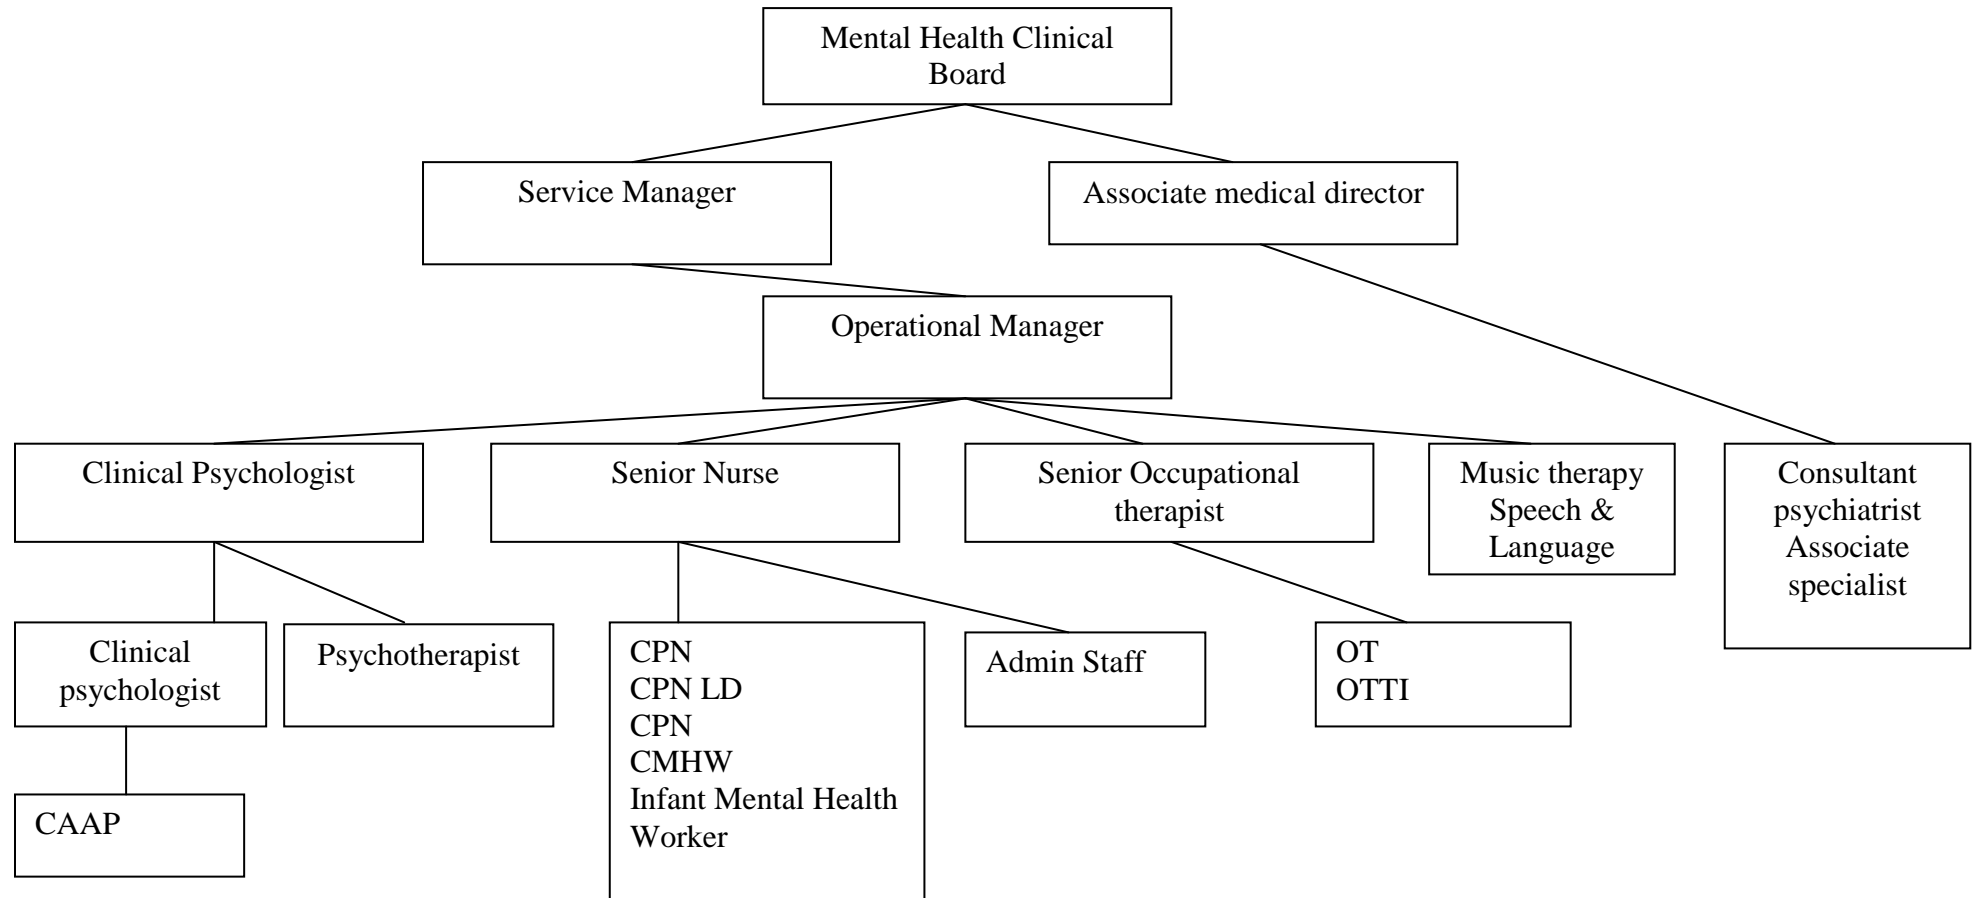 Mental Health Clinical
Board
Service Manager
Associate medical director
Operational Manager
Clinical Psychologist
Senior Nurse
Senior Occupational
therapist
Music therapy
Speech &
Language
Consultant
psychiatrist
Associate
specialist
Clinical
psychologist
Psychotherapist
CPN
CPN LD
CPN
CMHW
Infant Mental Health
Worker
Admin Staff
OT
OTTI
CAAP